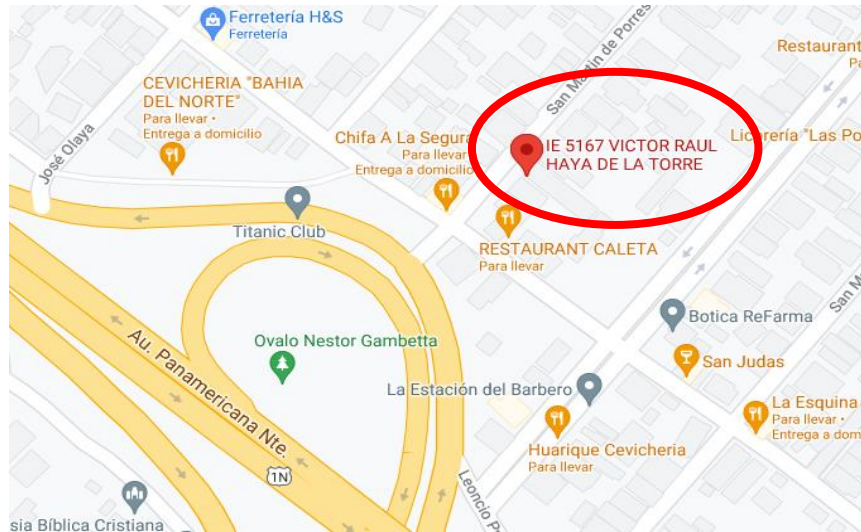 Ferretería H&S
Ferretería
San Martin de Porres
Restaurant
CEVICHERIA "BAHIA
DEL NORTE"
Para llevar •
Entrega a domicilio
José Olaya
Chifa A La Segura
Para llevar
Entrega a domicilio
IE 5167 VICTOR RAUL
HAYA DE LA TORRE
Librería "Las Po
Titanic Club
RESTAURANT CALETA
Para llevar
San M
Botica ReFarma
Ovalo Nestor Gambetta
Au. Panamericana Nte.
San Judas
La Estación del Barbero
La Esquina
Para llevar •
Entrega a dom
Huarique Cevicheria
Para llevar
1N
Leoncio P
sia Bíblica Cristiana